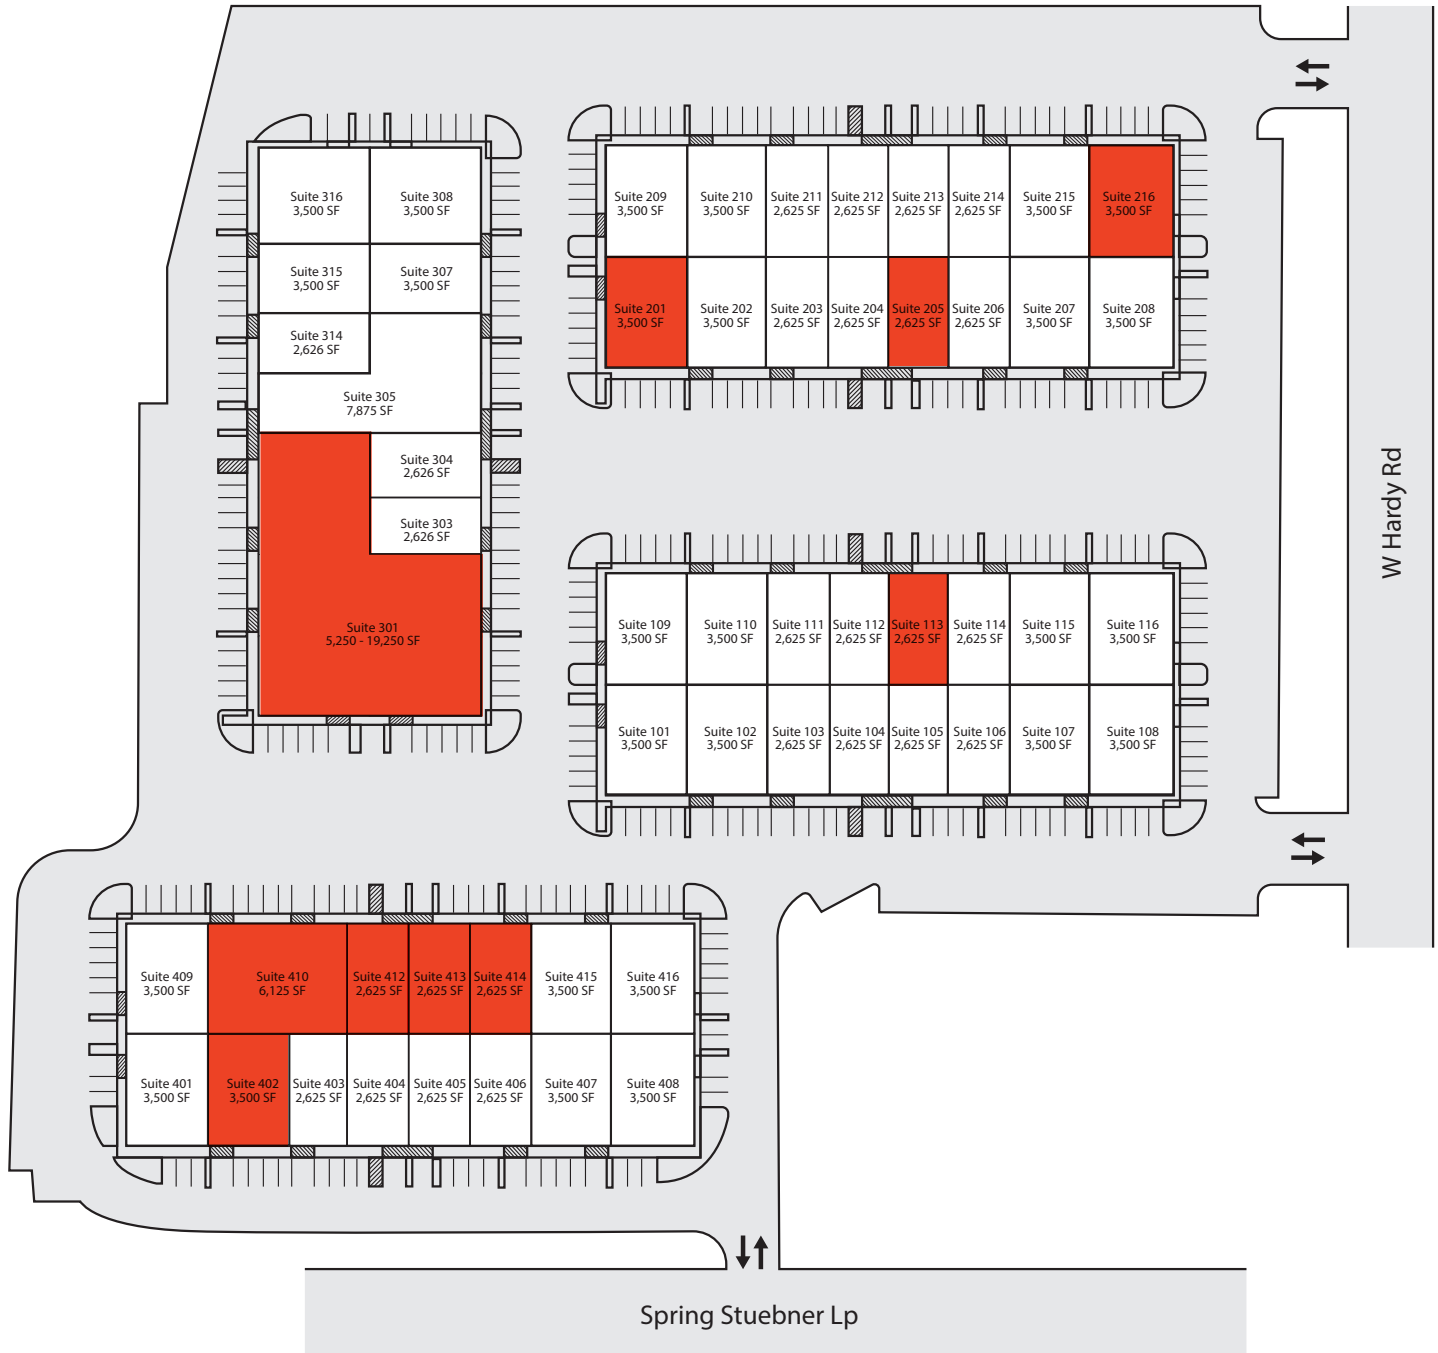 Suite 316
3,500 SF
Suite 308
3,500 SF
Suite 315
3,500 SF
Suite 307
3,500 SF
Suite 314
2,626 SF
Suite 305
7,875 SF
Suite 304
2,626 SF
Suite 303
2,626 SF
Suite 301
5,250 - 19,250 SF
Suite 209
3,500 SF
Suite 210
3,500 SF
Suite 211
2,625 SF
Suite 212
2,625 SF
Suite 213
2,625 SF
Suite 214
2,625 SF
Suite 215
3,500 SF
Suite 216
3,500 SF
Suite 201
3,500 SF
Suite 202
3,500 SF
Suite 203
2,625 SF
Suite 204
2,625 SF
Suite 205
2,625 SF
Suite 206
2,625 SF
Suite 207
3,500 SF
Suite 208
3,500 SF
W Hardy Rd
Suite 109
3,500 SF
Suite 110
3,500 SF
Suite 111
2,625 SF
Suite 112
2,625 SF
Suite 113
2,625 SF
Suite 114
2,625 SF
Suite 115
3,500 SF
Suite 116
3,500 SF
Suite 101
3,500 SF
Suite 102
3,500 SF
Suite 103
2,625 SF
Suite 104
2,625 SF
Suite 105
2,625 SF
Suite 106
2,625 SF
Suite 107
3,500 SF
Suite 108
3,500 SF
Suite 409
3,500 SF
Suite 410
6,125 SF
Suite 412
2,625 SF
Suite 413
2,625 SF
Suite 414
2,625 SF
Suite 415
3,500 SF
Suite 416
3,500 SF
Suite 401
3,500 SF
Suite 402
3,500 SF
Suite 403
2,625 SF
Suite 404
2,625 SF
Suite 405
2,625 SF
Suite 406
2,625 SF
Suite 407
3,500 SF
Suite 408
3,500 SF
Spring Stuebner Lp